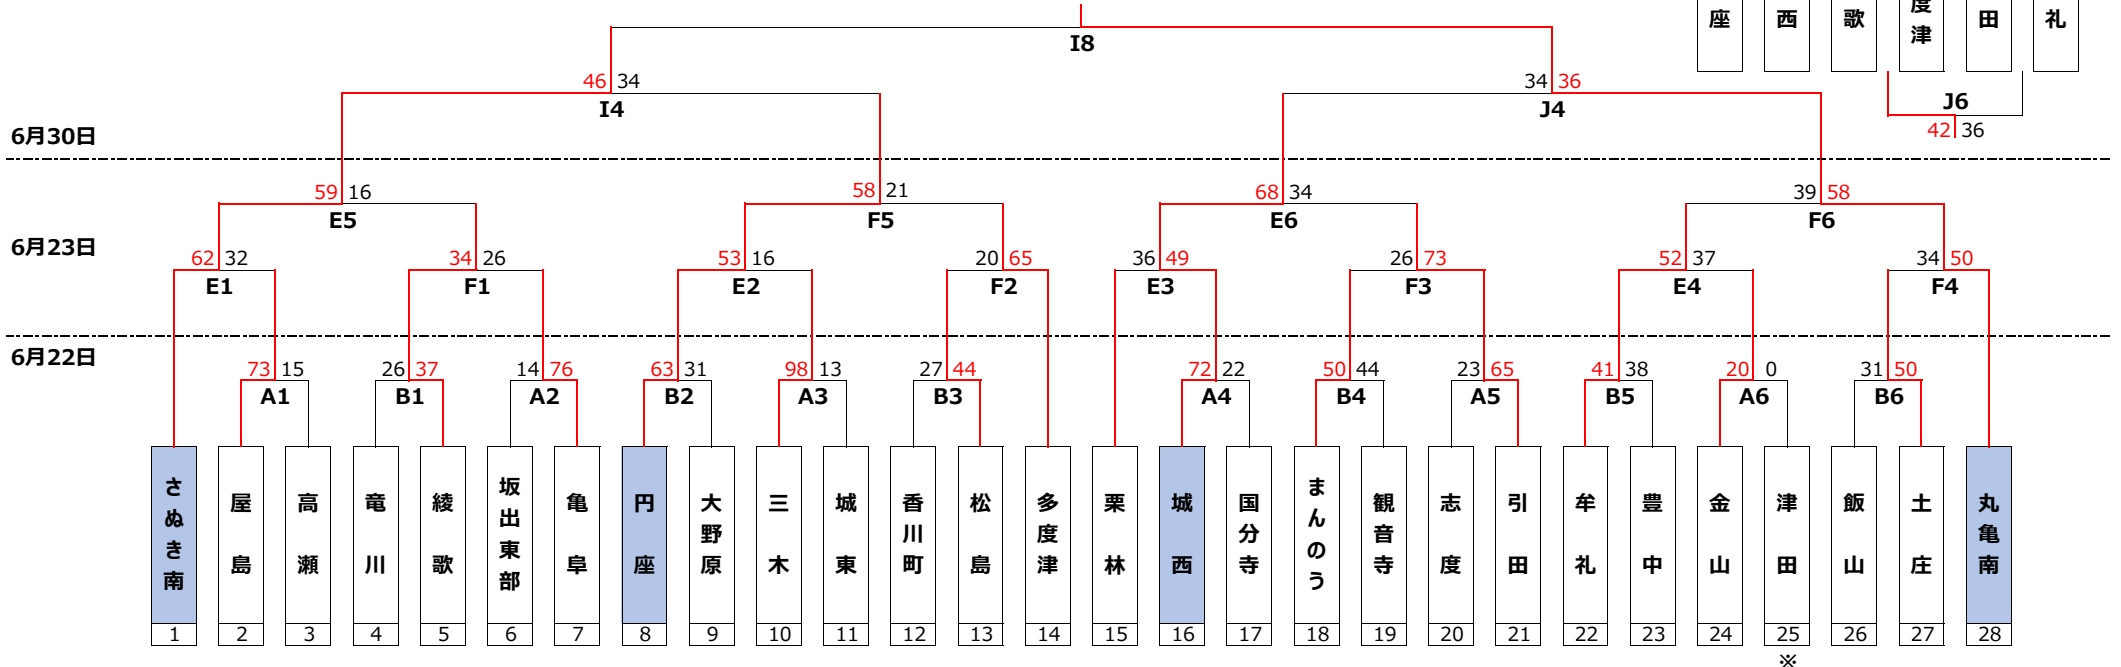 座 西 歌 度津 田 礼
I8
46 34
34 36
I4
J4
J6
42 36
6月30日
59 16
58 21
68 34
39 58
E5
F5
E6
F6
6月23日
62 32
34 26
53 16
20 65
36 49
26 73
52 37
34 50
E1
F1
E2
F2
E3
F3
E4
F4
6月22日
73 15
26 37
14 76
63 31
98 13
27 44
72 22
50 44
23 65
41 38
20 0
31 50
A1
B1
A2
B2
A3
B3
A4
B4
A5
B5
A6
B6
さぬき南
屋島
高瀬
竜川
綾歌
坂出東部
亀阜
円座
大野原
三木
城東
香川町
松島
多度津
栗林
城西
国分寺
まんのう
観音寺
志度
引田
牟礼
豊中
金山
津田
飯山
土庄
丸亀南
1 2 3 4 5 6 7 8 9 10 11 12 13 14 15 16 17 18 19 20 21 22 23 24 25 26 27 28
※